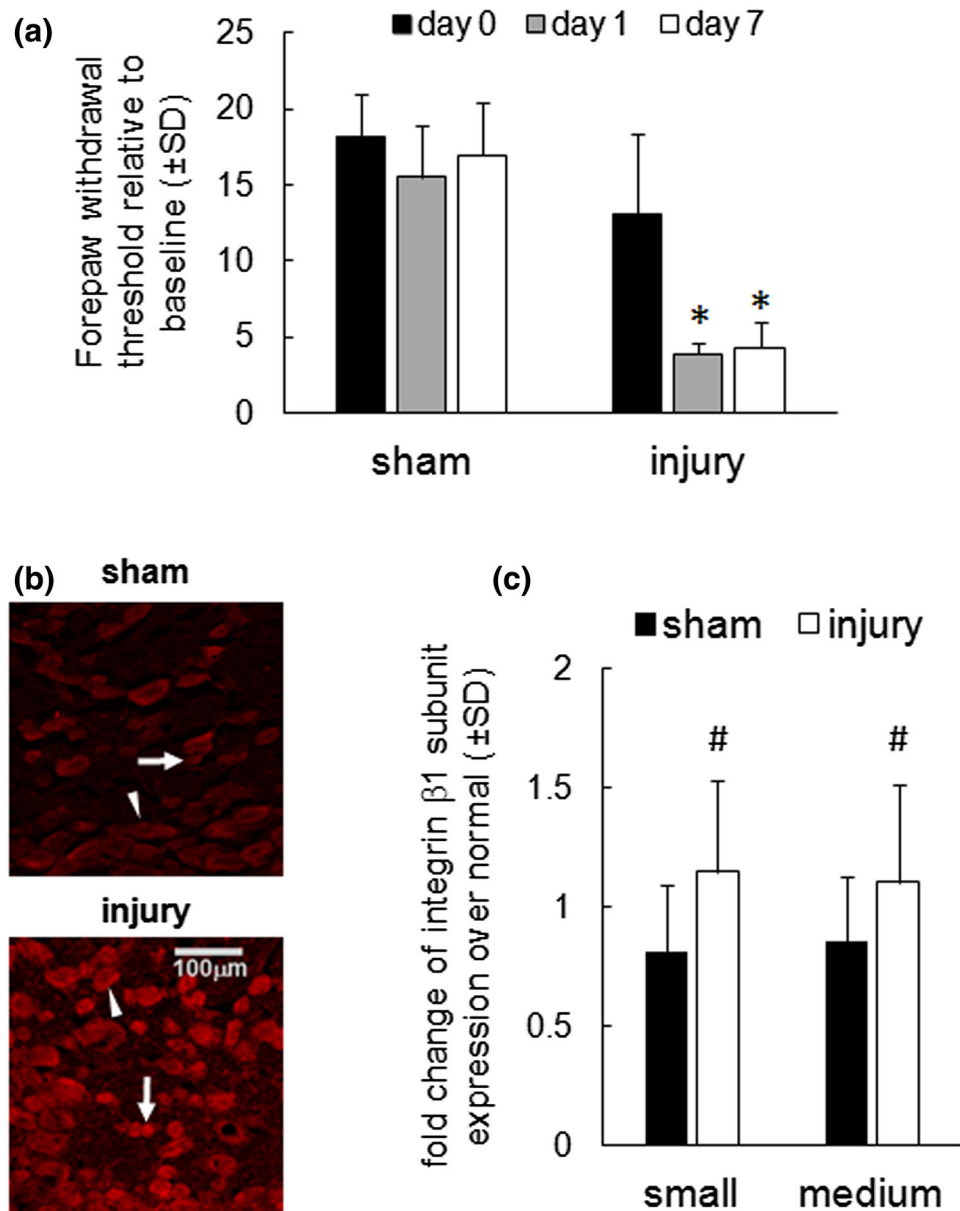 (a)
■ day 0 ■ day 1 □ day 7
Forepaw withdrawal
threshold relative to
baseline (±SD)
25
20
15
10
5
0
* *
sham injury
(b)
sham
injury
100μm
(c)
■ sham □ injury
fold change of integrin β1 subunit
expression over normal (±SD)
2
1.5
1
0.5
0
# #
small medium